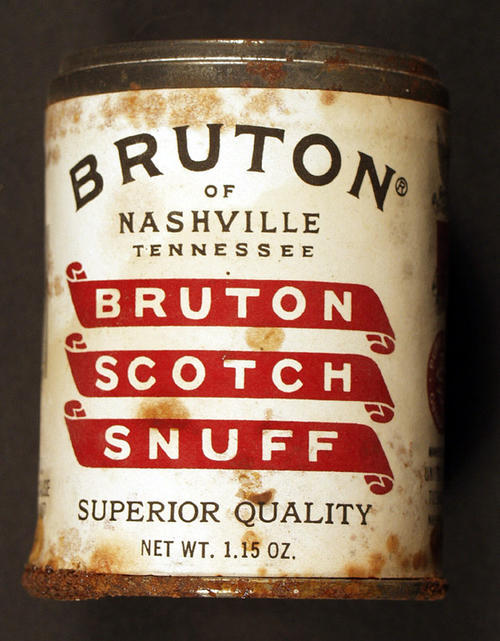 BRUTON®
OF
NASHVILLE
TENNESSEE
BRUTON
SCOTCH
SNUFF
SUPERIOR QUALITY
NET WT. 1.15 OZ.